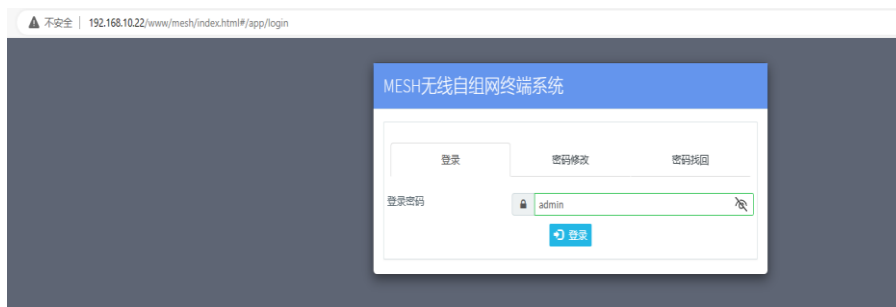 不安全 | 192.168.10.22/www/mesh/index.html#/app/login
MESH无线自组网终端系统
登录 密码修改 密码找回
登录密码 admin
登录